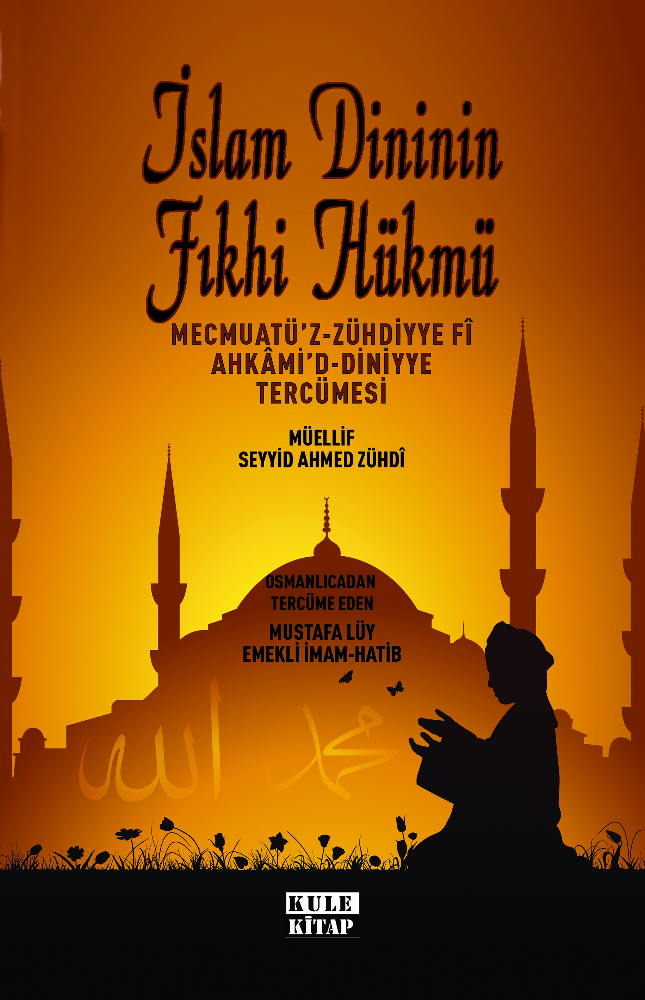 İslam Dininin
Fıkhi Hükmü
MECMUATÜ’Z-ZÜHDİYYE FÎ
AHKÂMİ’D-DİNİYYE
TERCÜMESİ
MÜELLİF
SEYYİD AHMED ZÜHDÎ
OSMANLICADAN
TERCÜME EDEN
MUSTAFA LÜY
EMEKLİ İMAM-HATİB
الله محمد
KULE
KİTAP